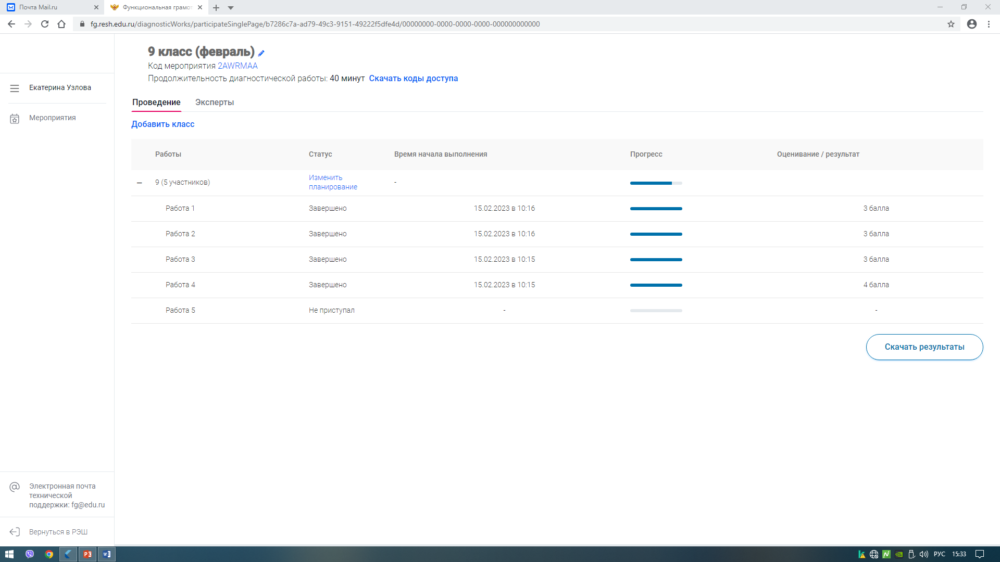 Почта Mail.ru
Функциональная грамот
fg.resh.edu.ru/diagnosticWorks/participateSinglePage/b7286c7a-ad79-49c3-9151-49222f5dfe4d/00000000-0000-0000-0000-000000000000
9 класс (февраль)
Код мероприятия 2AWRMAA
Продолжительность диагностической работы: 40 минут Скачать коды доступа
Екатерина Узлова
Мероприятия
Проведение Эксперты
Добавить класс
Работы Статус Время начала выполнения Прогресс Оценивание / результат
9 (5 участников) Изменить планирование -
Работа 1 Завершено 15.02.2023 в 10:16 3 балла
Работа 2 Завершено 15.02.2023 в 10:16 3 балла
Работа 3 Завершено 15.02.2023 в 10:15 3 балла
Работа 4 Завершено 15.02.2023 в 10:15 4 балла
Работа 5 Не приступал - -
Скачать результаты
Электронная почта
технической
поддержки: fg@edu.ru
Вернуться в РЭШ
РУС 15:33